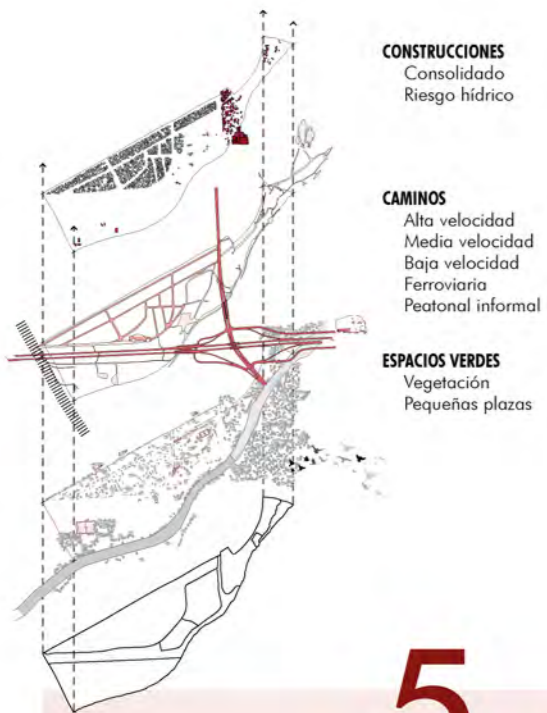 CONSTRUCCIONES
Consolidado
Riesgo hídrico
CAMINOS
Alta velocidad
Media velocidad
Baja velocidad
Ferroviaria
Peatonal informal
ESPACIOS VERDES
Vegetación
Pequeñas plazas
5